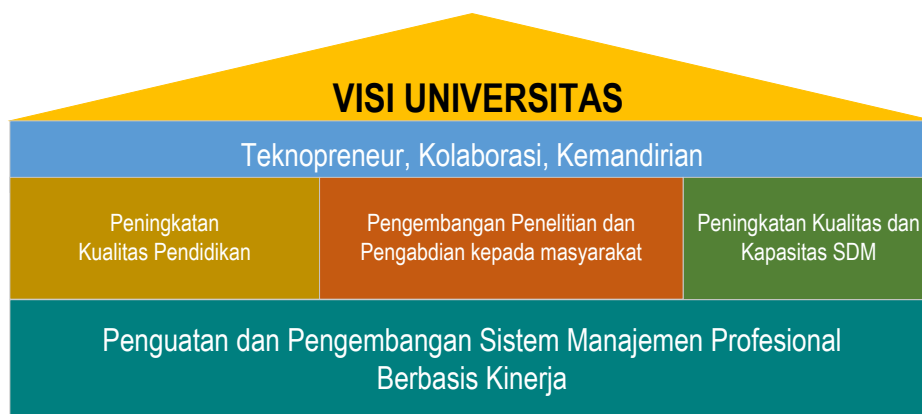 VISI UNIVERSITAS
Teknopreneur, Kolaborasi, Kemandirian
Peningkatan
Kualitas Pendidikan
Pengembangan Penelitian dan
Pengabdian kepada masyarakat
Peningkatan Kualitas dan
Kapasitas SDM
Penguatan dan Pengembangan Sistem Manajemen Profesional
Berbasis Kinerja